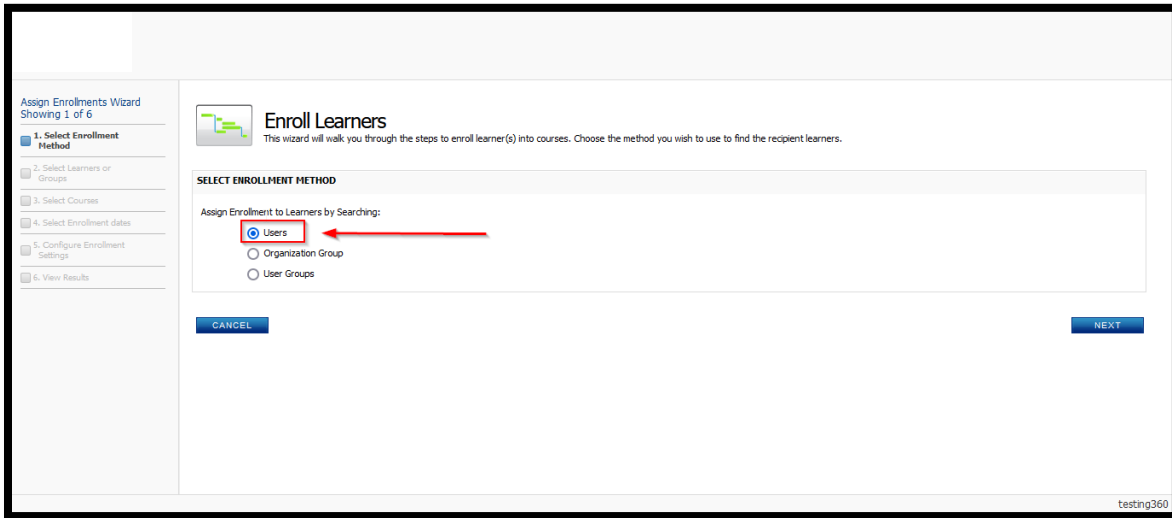 Assign Enrollments Wizard
Showing 1 of 6
1. Select Enrollment
Method
2. Select Learners or
Groups
3. Select Courses
4. Select Enrollment dates
5. Configure Enrollment
Settings
6. View Results
Enroll Learners
This wizard will walk you through the steps to enroll learner(s) into courses. Choose the method you wish to use to find the recipient learners.
SELECT ENROLLMENT METHOD
Assign Enrollment to Learners by Searching:
Users
Organization Group
User Groups
CANCEL
NEXT
testing360